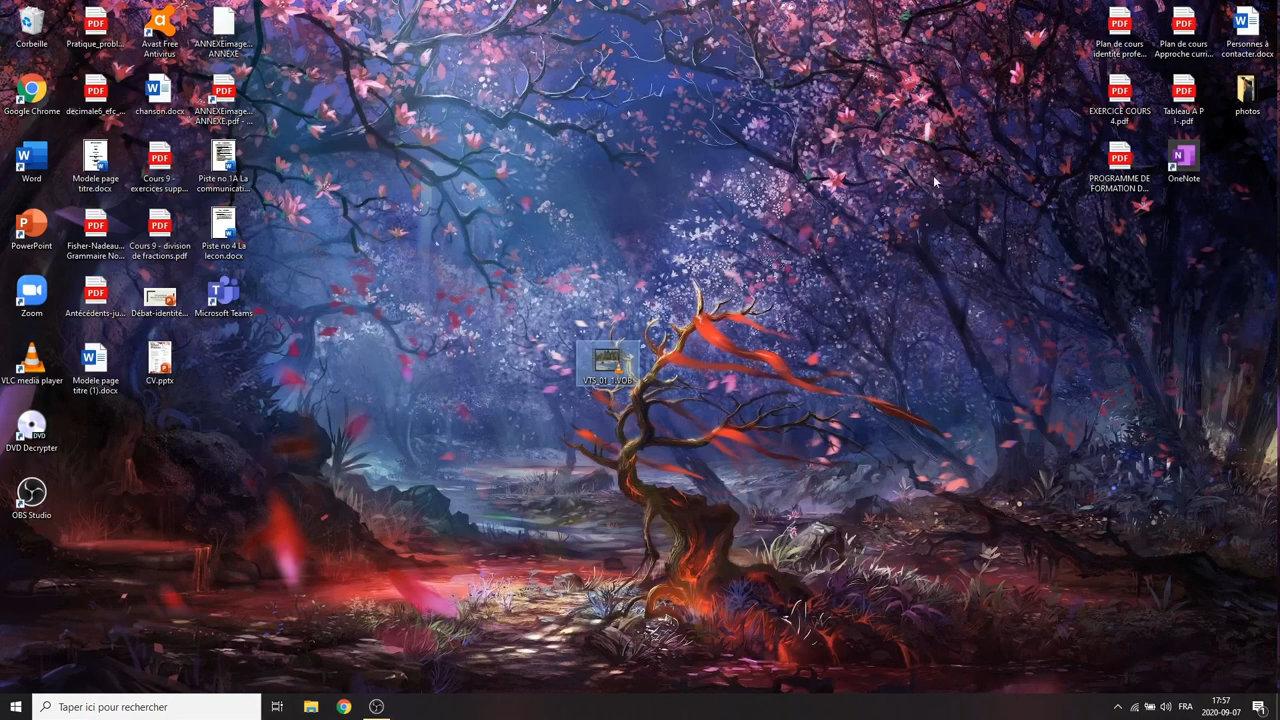 Corbeille
Pratique_probl...
Avast Free
Antivirus
ANNEXEimage...
ANNEXE
Plan de cours
identité profe...
Plan de cours
Approche curri...
Personnes à
contacter.docx
Google Chrome
décimale6_efc_...
chanson.docx
ANNEXEimage...
ANNEXE.pdf - ...
EXERCICE COURS
4.pdf
Tableau A P
I-.pdf
photos
Word
Modele page
titre.docx
Cours 9 -
exercices supp...
Piste no 1A La
communicati...
PROGRAMME DE
FORMATION D...
OneNote
PowerPoint
Fisher-Nadeau...
Grammaire No...
Cours 9 - division
de fractions.pdf
Piste no 4 La
lecon.docx
Zoom
Antécédents-ju...
Débat-identité...
Microsoft Teams
VLC media player
Modele page
titre (1).docx
CV.pptx
VTS_01_1.VOB
DVD Decrypter
OBS Studio
Taper ici pour rechercher
FRA
17:57
2020-09-07